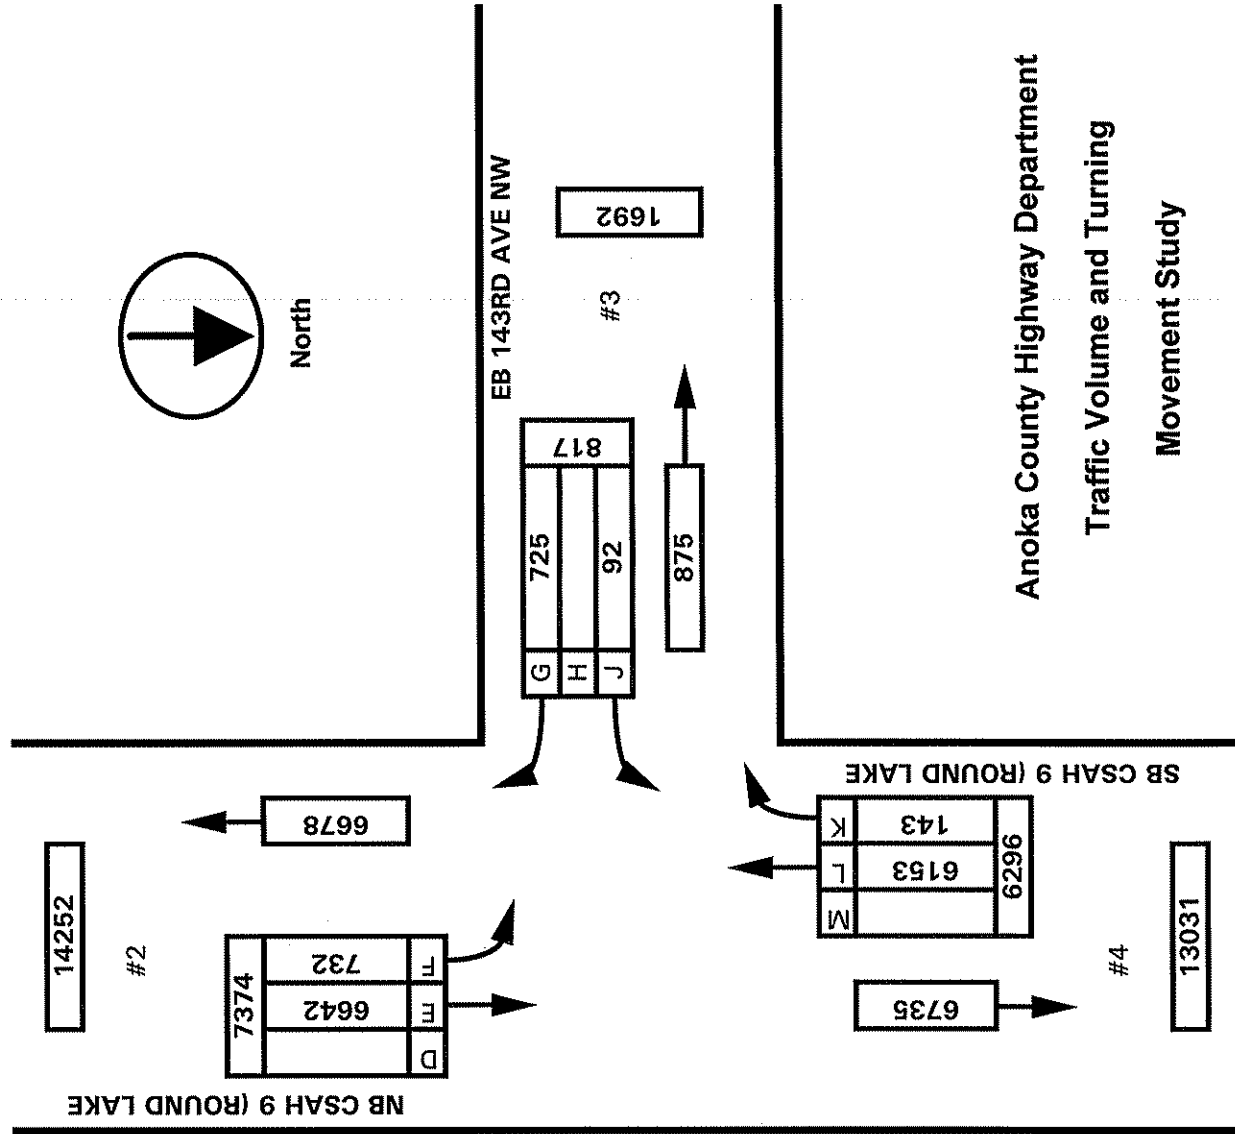 North
EB 143RD AVE NW
1692
#3
817
G 725
H
J 92
875
14252
#2
6678
7374
D
E 6642
F 732
NB CSAH 9 (ROUND LAKE
SB CSAH 9 (ROUND LAKE
K 143
L 6153
M
6296
6735
#4
13031
Anoka County Highway Department
Traffic Volume and Turning
Movement Study